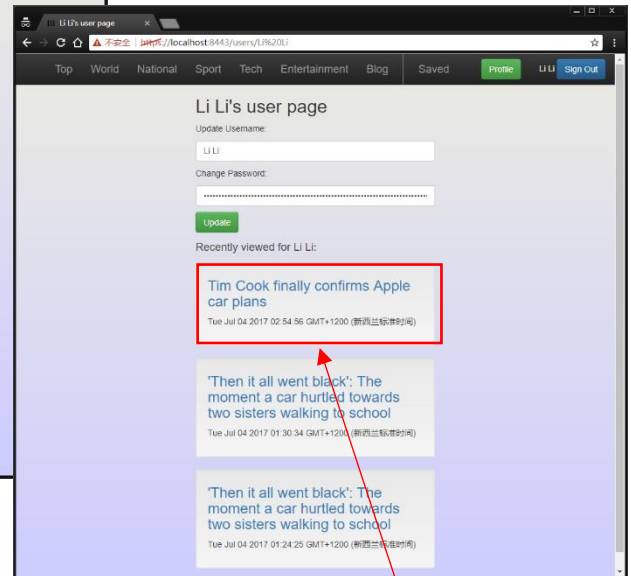 Li Li's user page
不安全 | https://localhost:8443/users/Li%20Li
Top World National Sport Tech Entertainment Blog Saved Profile Li Li Sign Out
Li Li's user page
Update Username:
Li Li
Change Password:
Update
Recently viewed for Li Li:
Tim Cook finally confirms Apple
car plans
Tue Jul 04 2017 02:54:56 GMT+1200 (新西兰标准时间)
'Then it all went black': The
moment a car hurtled towards
two sisters walking to school
Tue Jul 04 2017 01:30:34 GMT+1200 (新西兰标准时间)
'Then it all went black': The
moment a car hurtled towards
two sisters walking to school
Tue Jul 04 2017 01:24:25 GMT+1200 (新西兰标准时间)